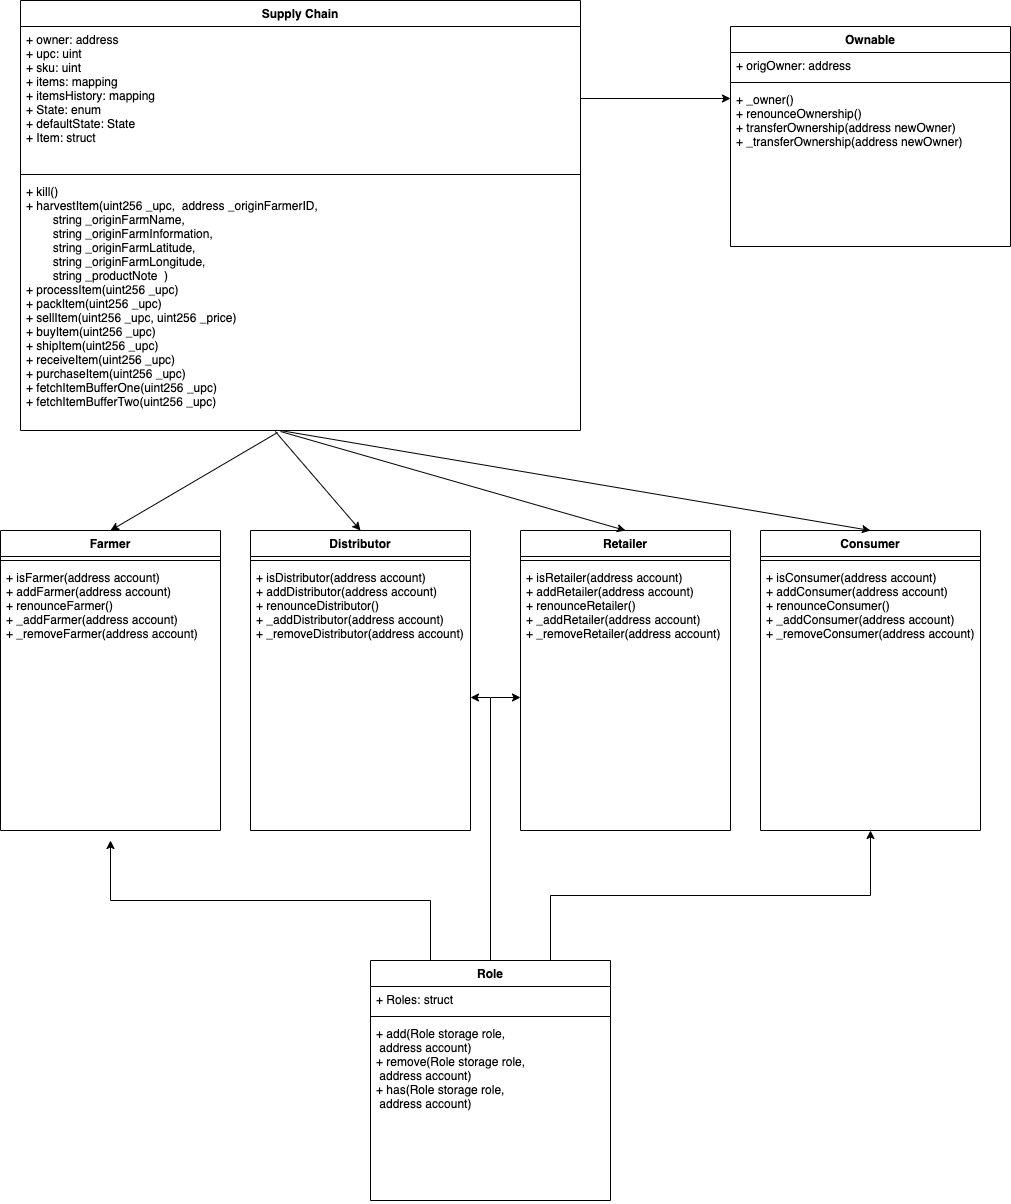 Supply Chain
+ owner: address
+ upc: uint
+ sku: uint
+ items: mapping
+ itemsHistory: mapping
+ State: enum
+ defaultState: State
+ Item: struct
+ kill()
+ harvestItem(uint256 _upc,  address _originFarmerID,
string _originFarmName,
string _originFarmInformation,
string _originFarmLatitude,
string _originFarmLongitude,
string _productNote  )
+ processItem(uint256 _upc)
+ packItem(uint256 _upc)
+ sellItem(uint256 _upc, uint256 _price)
+ buyItem(uint256 _upc)
+ shipItem(uint256 _upc)
+ receiveItem(uint256 _upc)
+ purchaseItem(uint256 _upc)
+ fetchItemBufferOne(uint256 _upc)
+ fetchItemBufferTwo(uint256 _upc)
Ownable
+ origOwner: address
+ _owner()
+ renounceOwnership()
+ transferOwnership(address newOwner)
+ _transferOwnership(address newOwner)
Farmer
+ isFarmer(address account)
+ addFarmer(address account)
+ renounceFarmer()
+ _addFarmer(address account)
+ _removeFarmer(address account)
Distributor
+ isDistributor(address account)
+ addDistributor(address account)
+ renounceDistributor()
+ _addDistributor(address account)
+ _removeDistributor(address account)
Retailer
+ isRetailer(address account)
+ addRetailer(address account)
+ renounceRetailer()
+ _addRetailer(address account)
+ _removeRetailer(address account)
Consumer
+ isConsumer(address account)
+ addConsumer(address account)
+ renounceConsumer()
+ _addConsumer(address account)
+ _removeConsumer(address account)
Role
+ Roles: struct
+ add(Role storage role,
address account)
+ remove(Role storage role,
address account)
+ has(Role storage role,
address account)